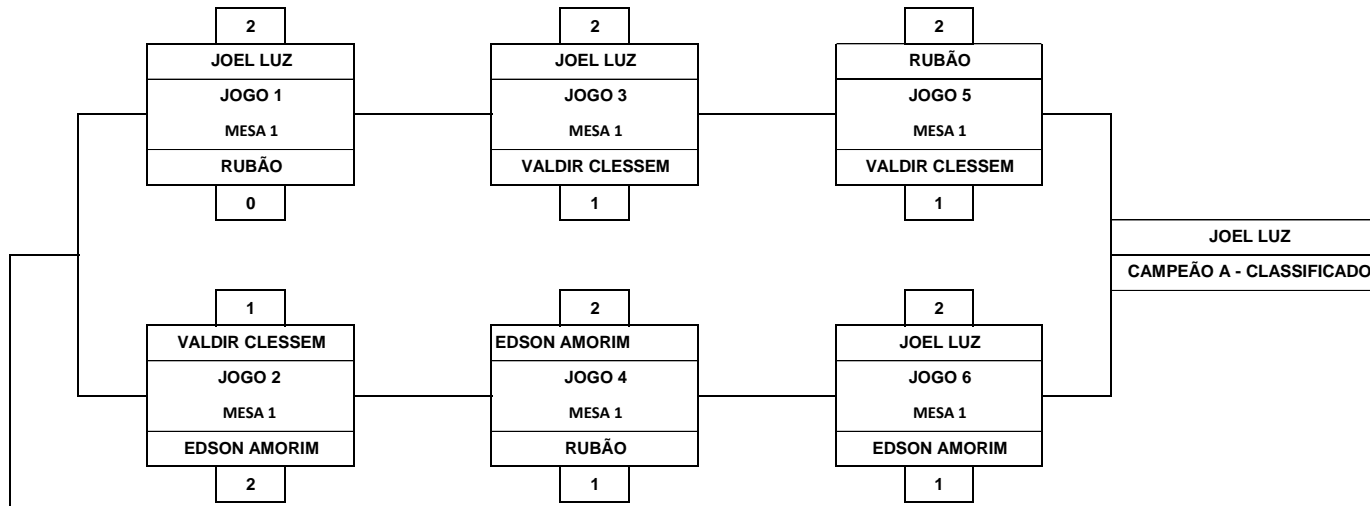 2
JOEL LUZ
JOGO 1
MESA 1
RUBÃO
0
2
JOEL LUZ
JOGO 3
MESA 1
VALDIR CLESSEM
1
2
RUBÃO
JOGO 5
MESA 1
VALDIR CLESSEM
1
1
VALDIR CLESSEM
JOGO 2
MESA 1
EDSON AMORIM
2
2
EDSON AMORIM
JOGO 4
MESA 1
RUBÃO
1
2
JOEL LUZ
JOGO 6
MESA 1
EDSON AMORIM
1
JOEL LUZ
CAMPEÃO A - CLASSIFICADO